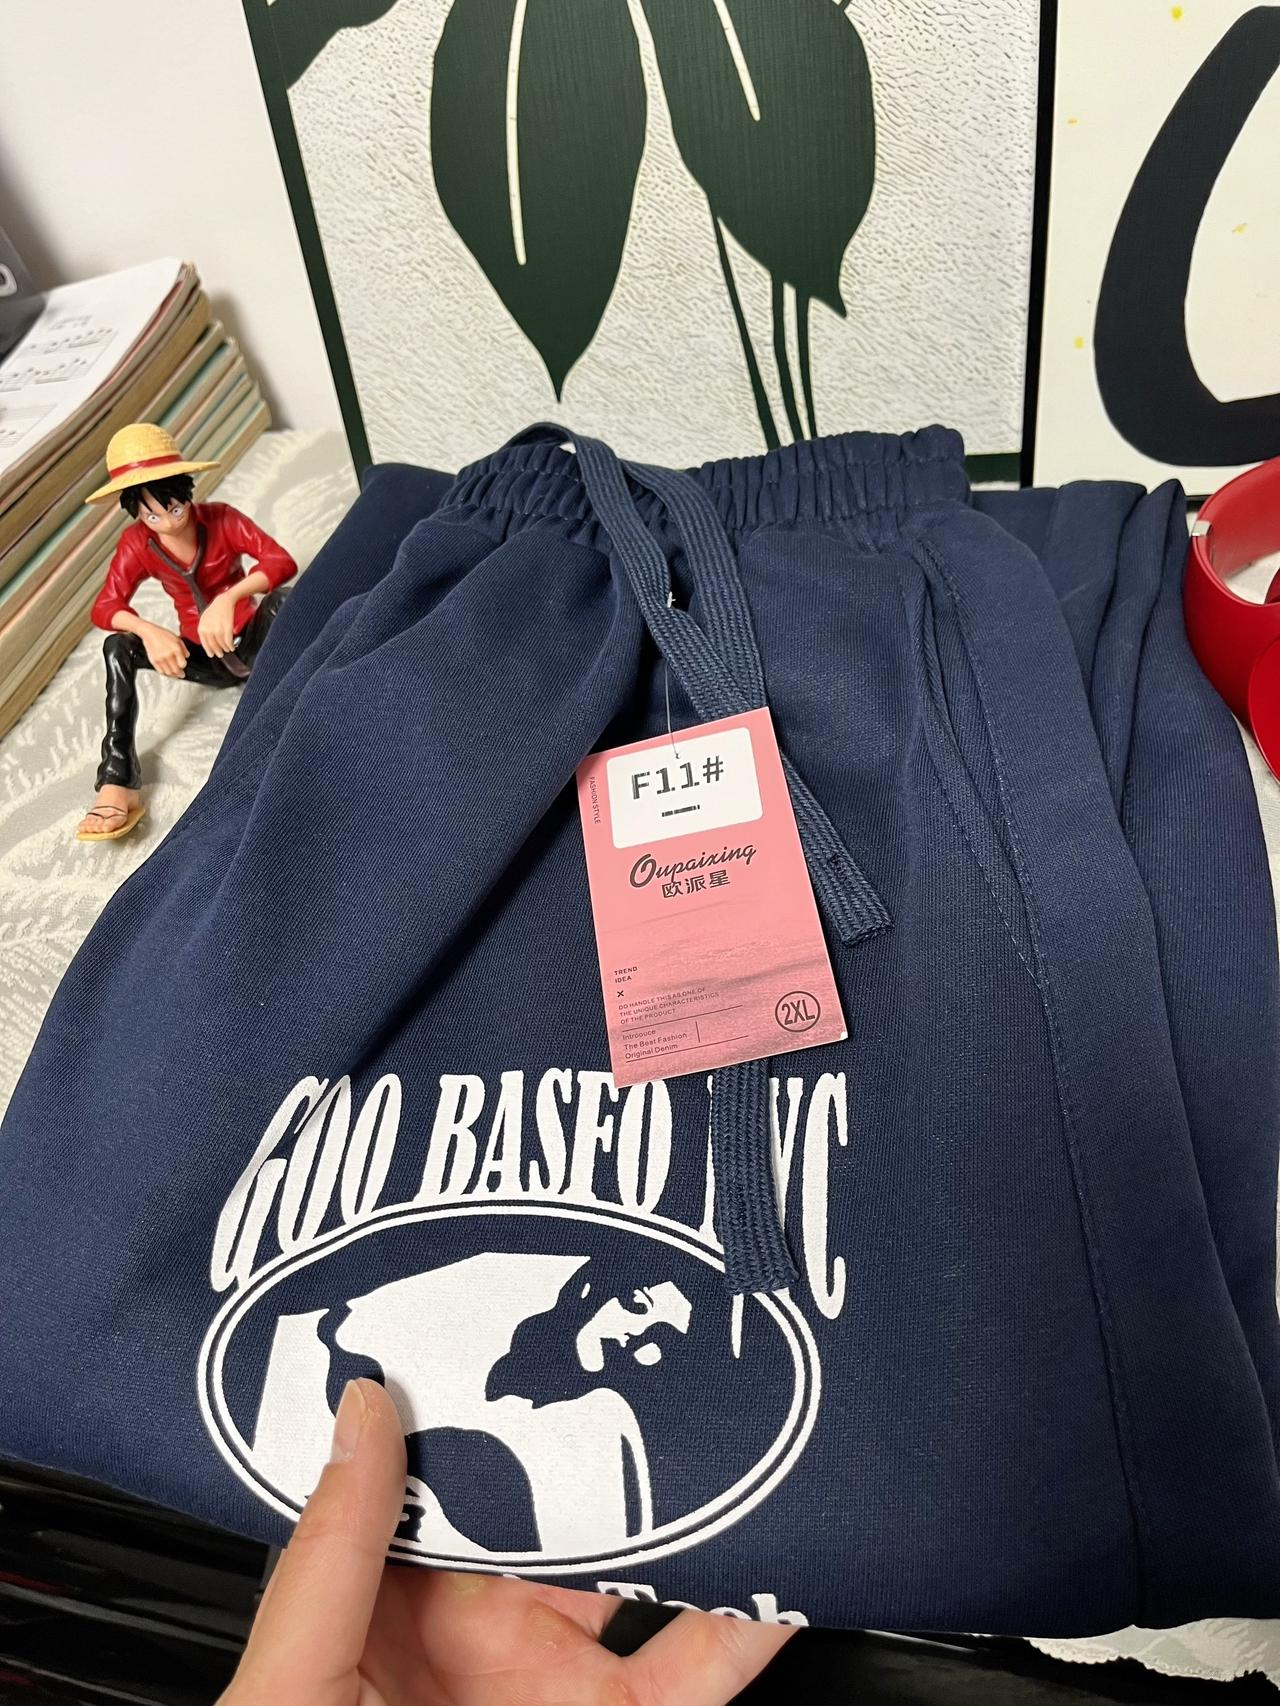 F11#
FASHION STYLE
Oupaixing
欧派星
TREND
IDEA
×
DO HANDLE THIS AS ONE OF
THE UNIQUE CHARACTERISTICS
OF THE PRODUCT
Introouce
The Best Fashion
Original Denim
2XL
GOO BASFO